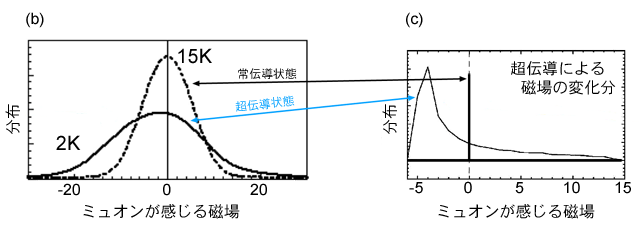 (b)
(c)
15K
2K
常伝導状態
超伝導状態
分布
-20
0
20
ミュオンが感じる磁場
超伝導による
磁場の変化分
分布
-5
0
5
10
15
ミュオンが感じる磁場